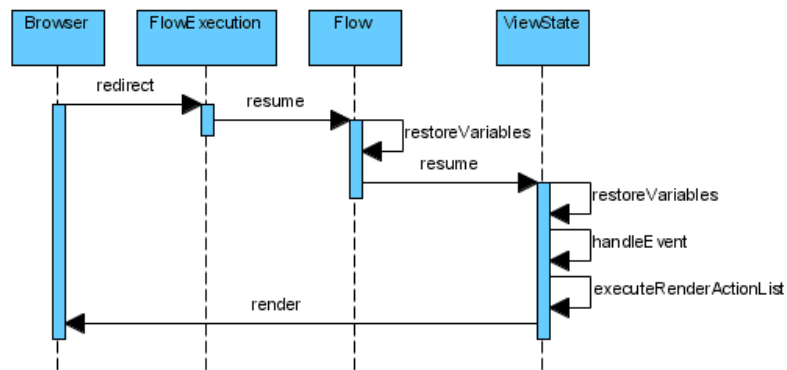 Browser
FlowExecution
Flow
ViewState
redirect
resume
restoreVariables
resume
restoreVariables
handleEvent
executeRenderActionList
render